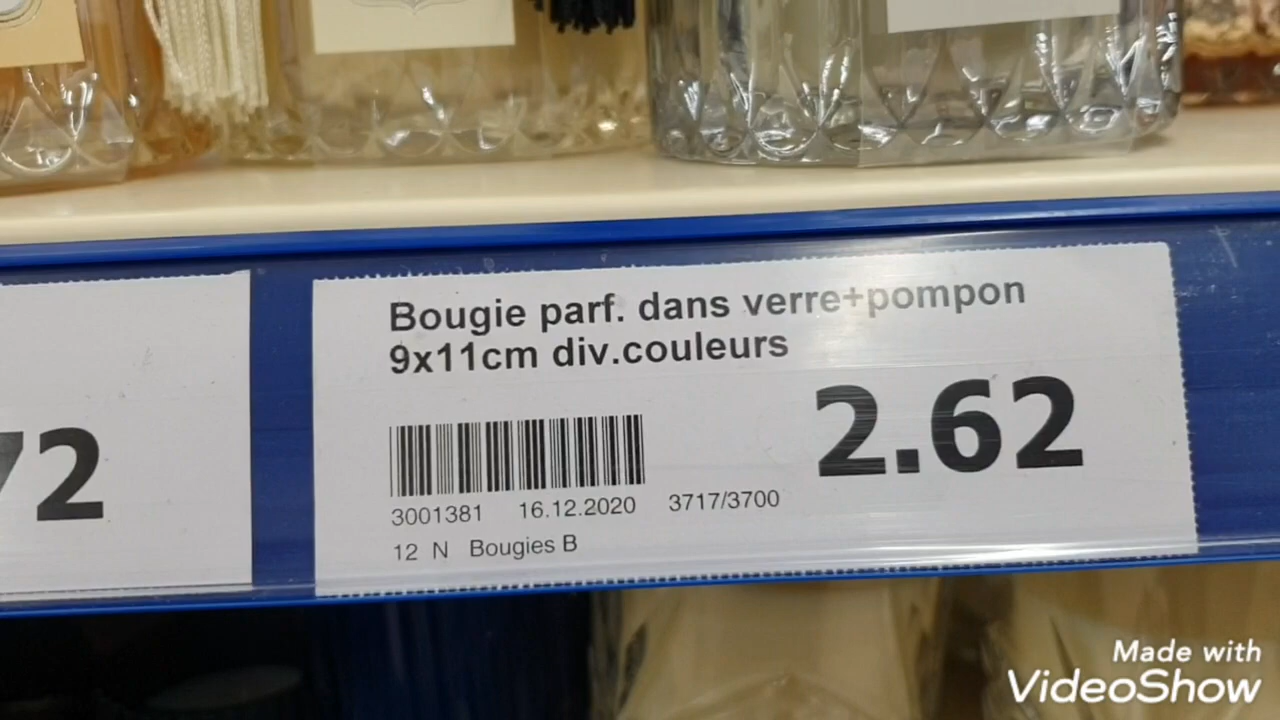 Bougie parf. dans verre+pompon
9x11cm div.couleurs
72
2.62
3001381 16.12.2020 3717/3700
12 N Bougies B
Made with
VideoShow